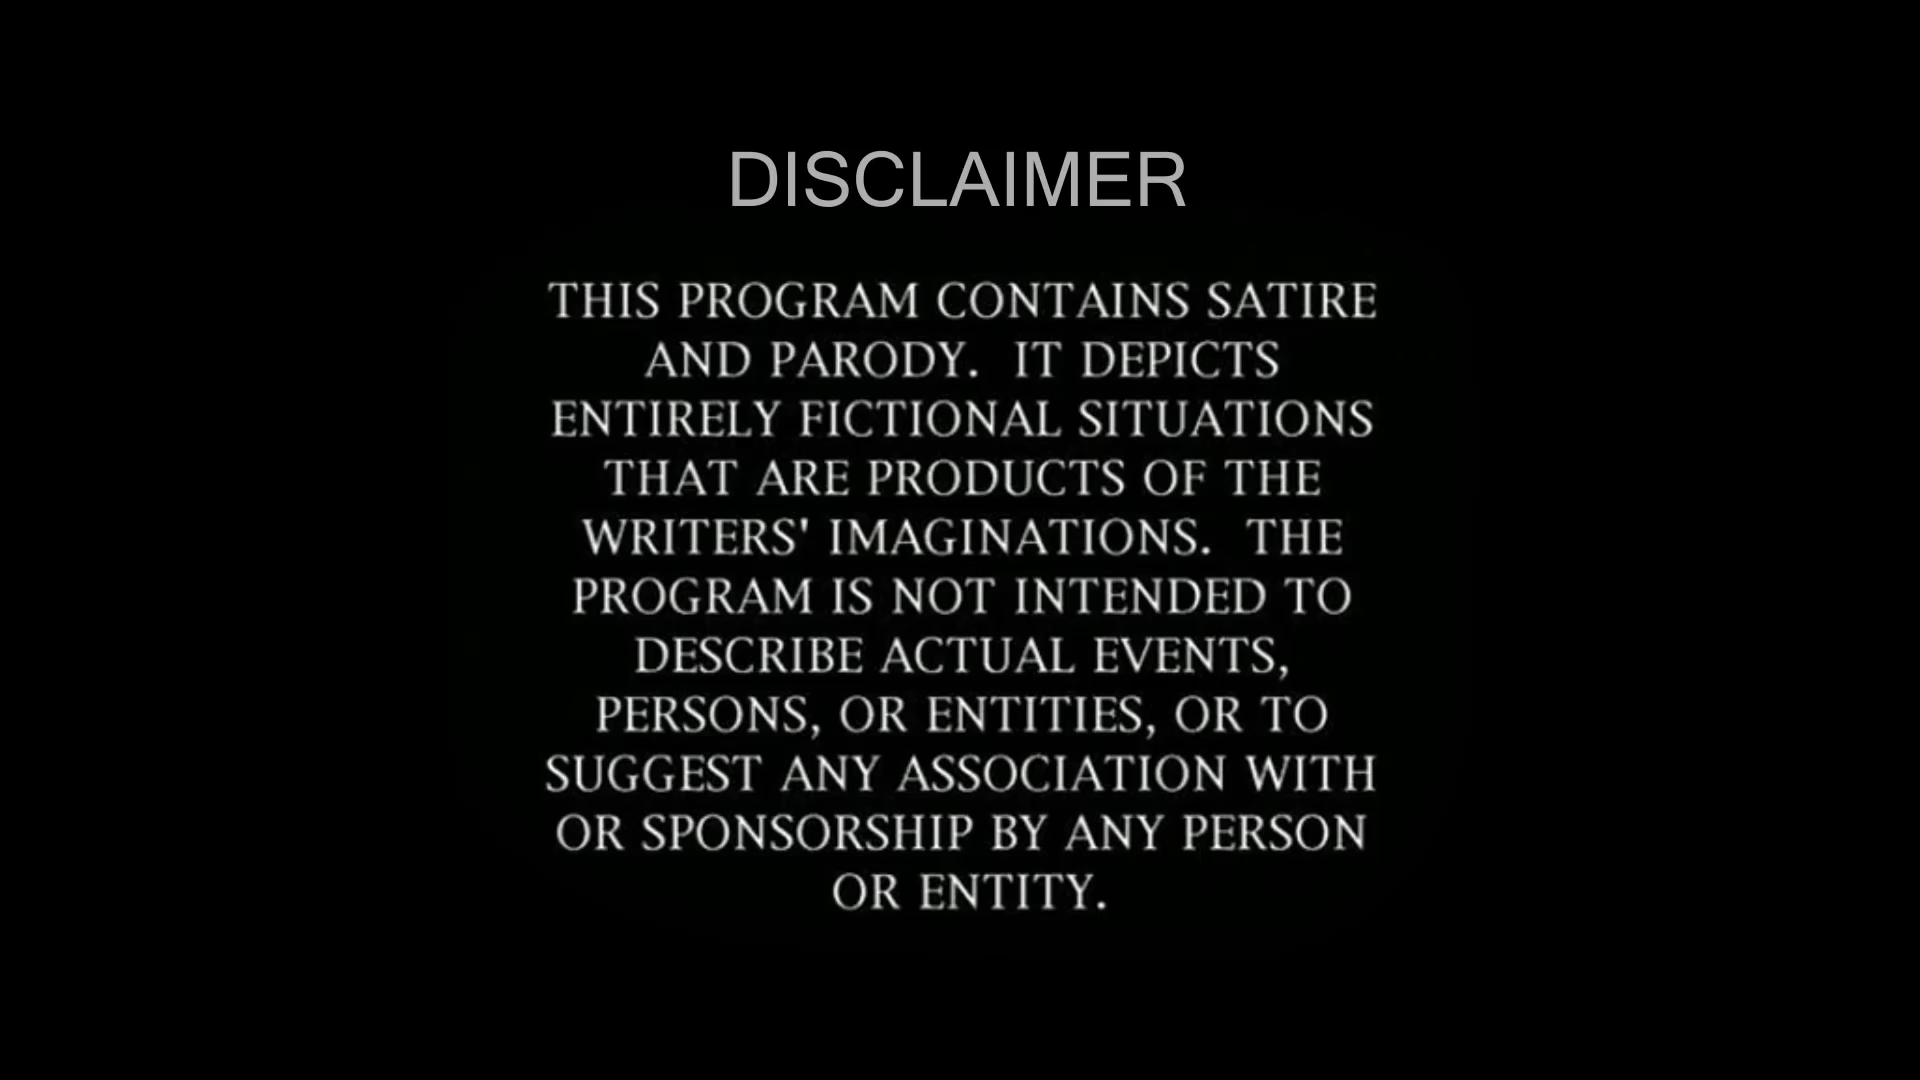 DISCLAIMER
THIS PROGRAM CONTAINS SATIRE
AND PARODY.  IT DEPICTS
ENTIRELY FICTIONAL SITUATIONS
THAT ARE PRODUCTS OF THE
WRITERS' IMAGINATIONS.  THE
PROGRAM IS NOT INTENDED TO
DESCRIBE ACTUAL EVENTS,
PERSONS, OR ENTITIES, OR TO
SUGGEST ANY ASSOCIATION WITH
OR SPONSORSHIP BY ANY PERSON
OR ENTITY.